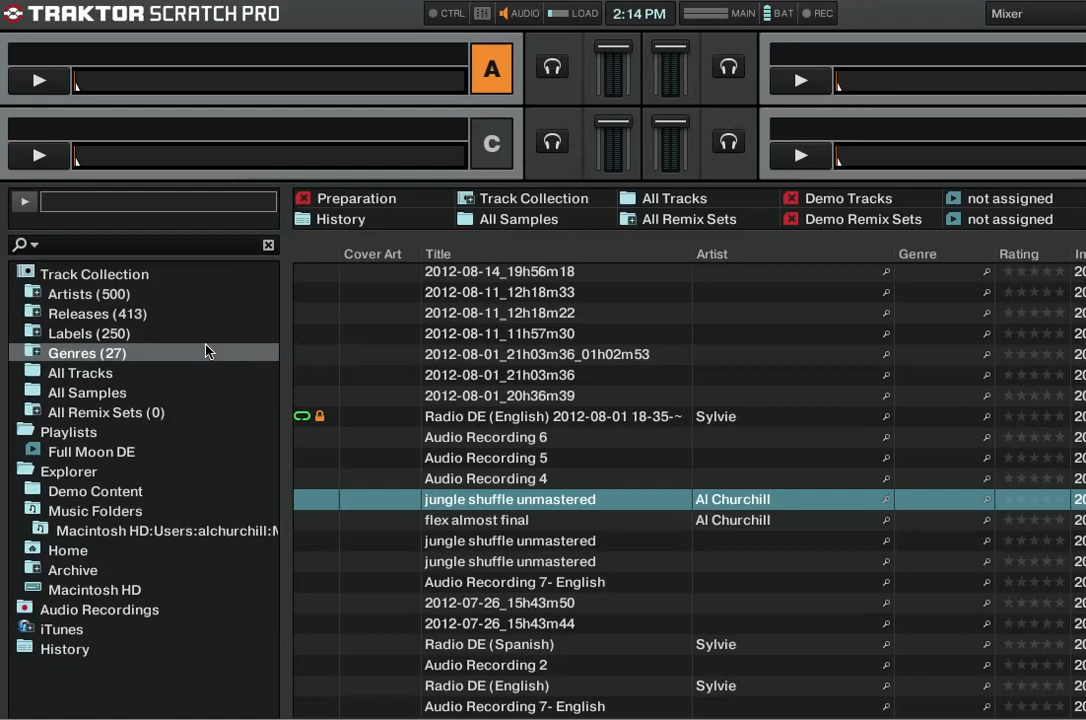 TRAKTOR SCRATCH PRO
CTRL AUDIO LOAD 2:14 PM MAIN BAT REC Mixer
A
C
Preparation Track Collection All Tracks Demo Tracks not assigned
History All Samples All Remix Sets Demo Remix Sets not assigned
Cover Art Title Artist Genre Rating
Track Collection
Artists (500)
Releases (413)
Labels (250)
Genres (27)
All Tracks
All Samples
All Remix Sets (0)
Playlists
Full Moon DE
Explorer
Demo Content
Music Folders
Macintosh HD:Users:alchurchill:
Home
Archive
Macintosh HD
Audio Recordings
iTunes
History
2012-08-14_19h56m18
2012-08-11_12h18m33
2012-08-11_12h18m22
2012-08-11_11h57m30
2012-08-01_21h03m36_01h02m53
2012-08-01_21h03m36
2012-08-01_20h36m39
Radio DE (English) 2012-08-01 18-35-~ Sylvie
Audio Recording 6
Audio Recording 5
Audio Recording 4
jungle shuffle unmastered Al Churchill
flex almost final Al Churchill
jungle shuffle unmastered
jungle shuffle unmastered
Audio Recording 7- English
2012-07-26_15h43m50
2012-07-26_15h43m44
Radio DE (Spanish) Sylvie
Audio Recording 2
Radio DE (English) Sylvie
Audio Recording 7- English